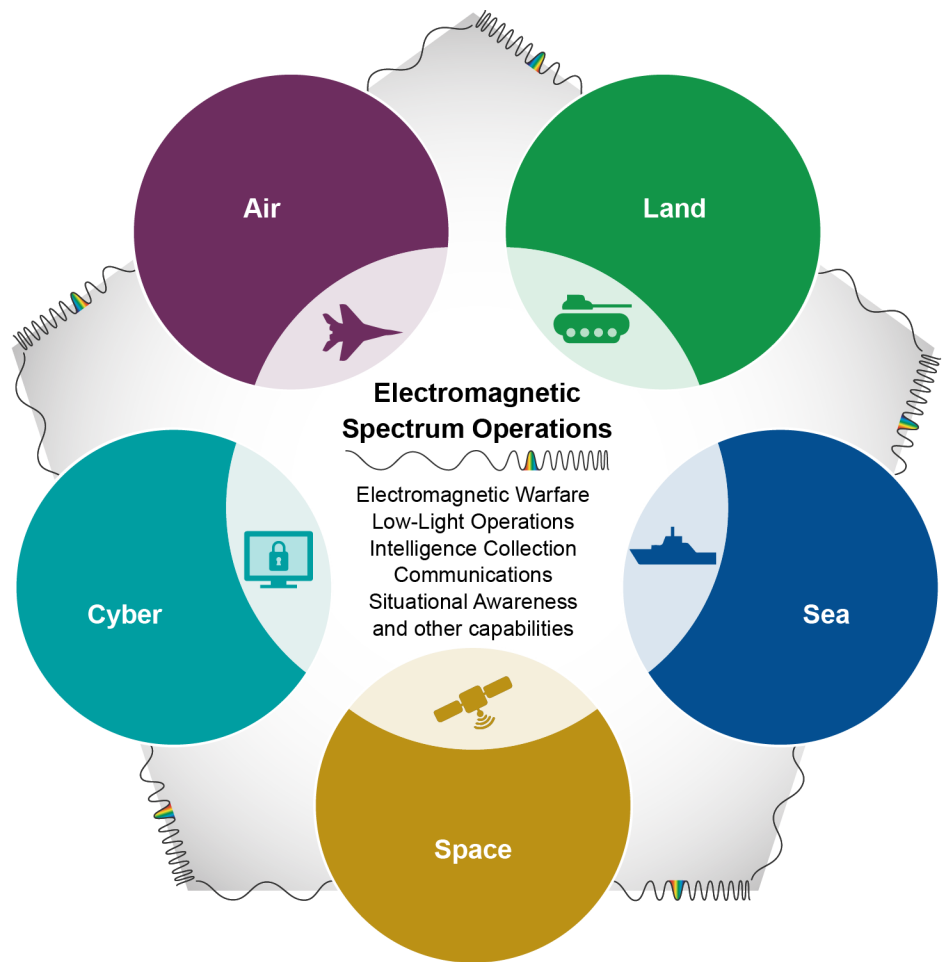 Air
Land
Electromagnetic
Spectrum Operations
Electromagnetic Warfare
Low-Light Operations
Intelligence Collection
Communications
Situational Awareness
and other capabilities
Cyber
Sea
Space